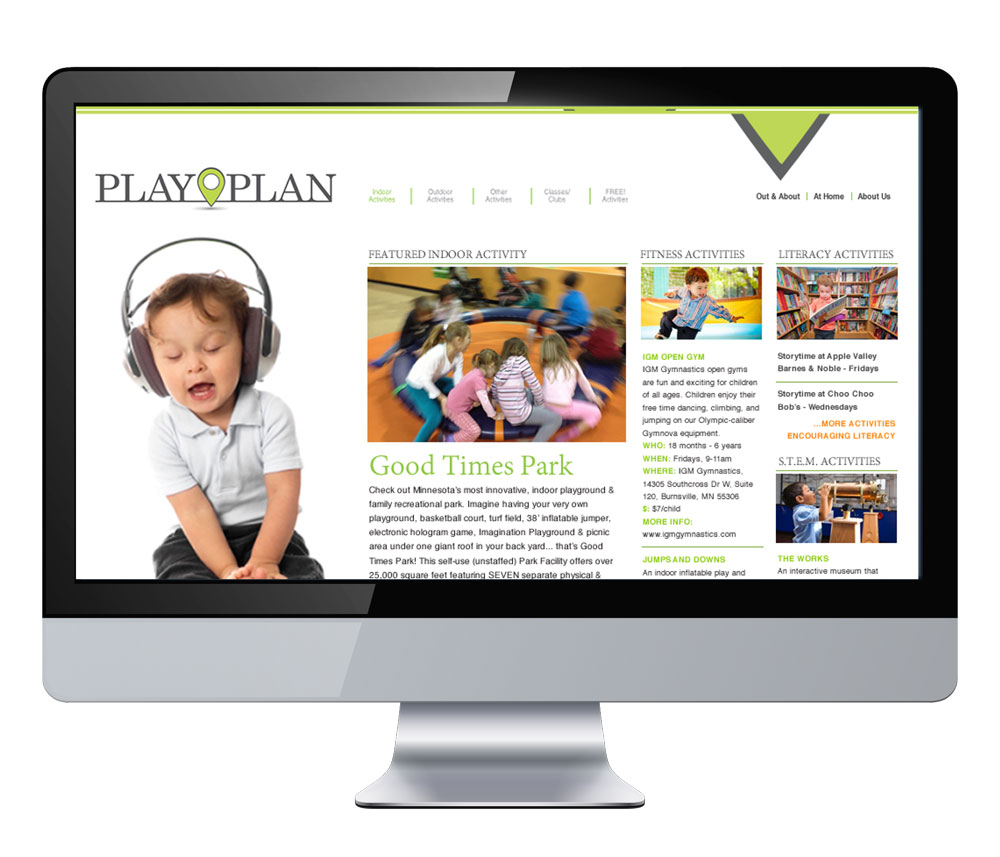 PLAY PLAN
Indoor
Activities
Outdoor
Activities
Other
Activities
Classes/
Clubs
FREE!
Activities
Out & About
At Home
About Us
FEATURED INDOOR ACTIVITY
Good Times Park
Check out Minnesota's most innovative, indoor playground &
family recreational park. Imagine having your very own
playground, basketball court, turf field, 38' inflatable jumper,
electronic hologram game, Imagination Playground & picnic
area under one giant roof in your back yard... that's Good
Times Park! This self-use (unstaffed) Park Facility offers over
25,000 square feet featuring SEVEN separate physical &
FITNESS ACTIVITIES
IGM OPEN GYM
IGM Gymnastics open gyms
are fun and exciting for children
of all ages. Children enjoy their
free time dancing, climbing, and
jumping on our Olympic-caliber
Gymnova equipment.
WHO: 18 months - 6 years
WHEN: Fridays, 9-11am
WHERE: IGM Gymnastics,
14305 Southcross Dr W, Suite
120, Burnsville, MN 55306
$: $7/child
MORE INFO:
www.igmgymnastics.com
JUMPS AND DOWNS
An indoor inflatable play and
LITERACY ACTIVITIES
Storytime at Apple Valley
Barnes & Noble - Fridays
Storytime at Choo Choo
Bob's - Wednesdays
...MORE ACTIVITIES
ENCOURAGING LITERACY
S.T.E.M. ACTIVITIES
THE WORKS
An interactive museum that